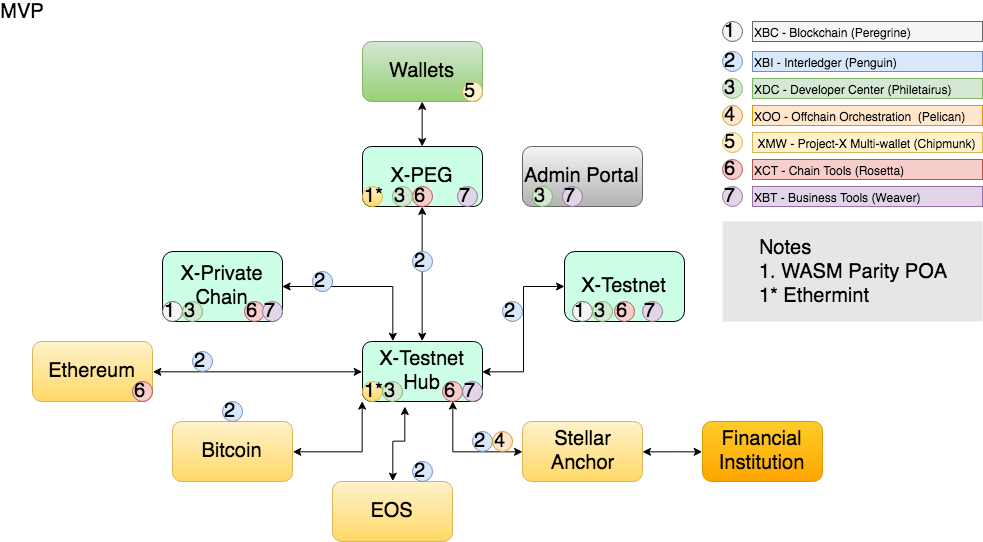 MVP
1 XBC - Blockchain (Peregrine)
2 XBI - Interledger (Penguin)
3 XDC - Developer Center (Philetairus)
4 XOO - Offchain Orchestration (Pelican)
5 XMW - Project-X Multi-wallet (Chipmunk)
6 XCT - Chain Tools (Rosetta)
7 XBT - Business Tools (Weaver)
Notes
1. WASM Parity POA
1* Ethermint
Wallets
5
X-PEG
1* 3 6 7
Admin Portal
3 7
2
X-Private
Chain
1 3 6 7
2
X-Testnet
1 3 6 7
2
X-Testnet
Hub
1* 3 6 7
Ethereum
6
2
2
Bitcoin
2
EOS
2 4
Stellar
Anchor
Financial
Institution